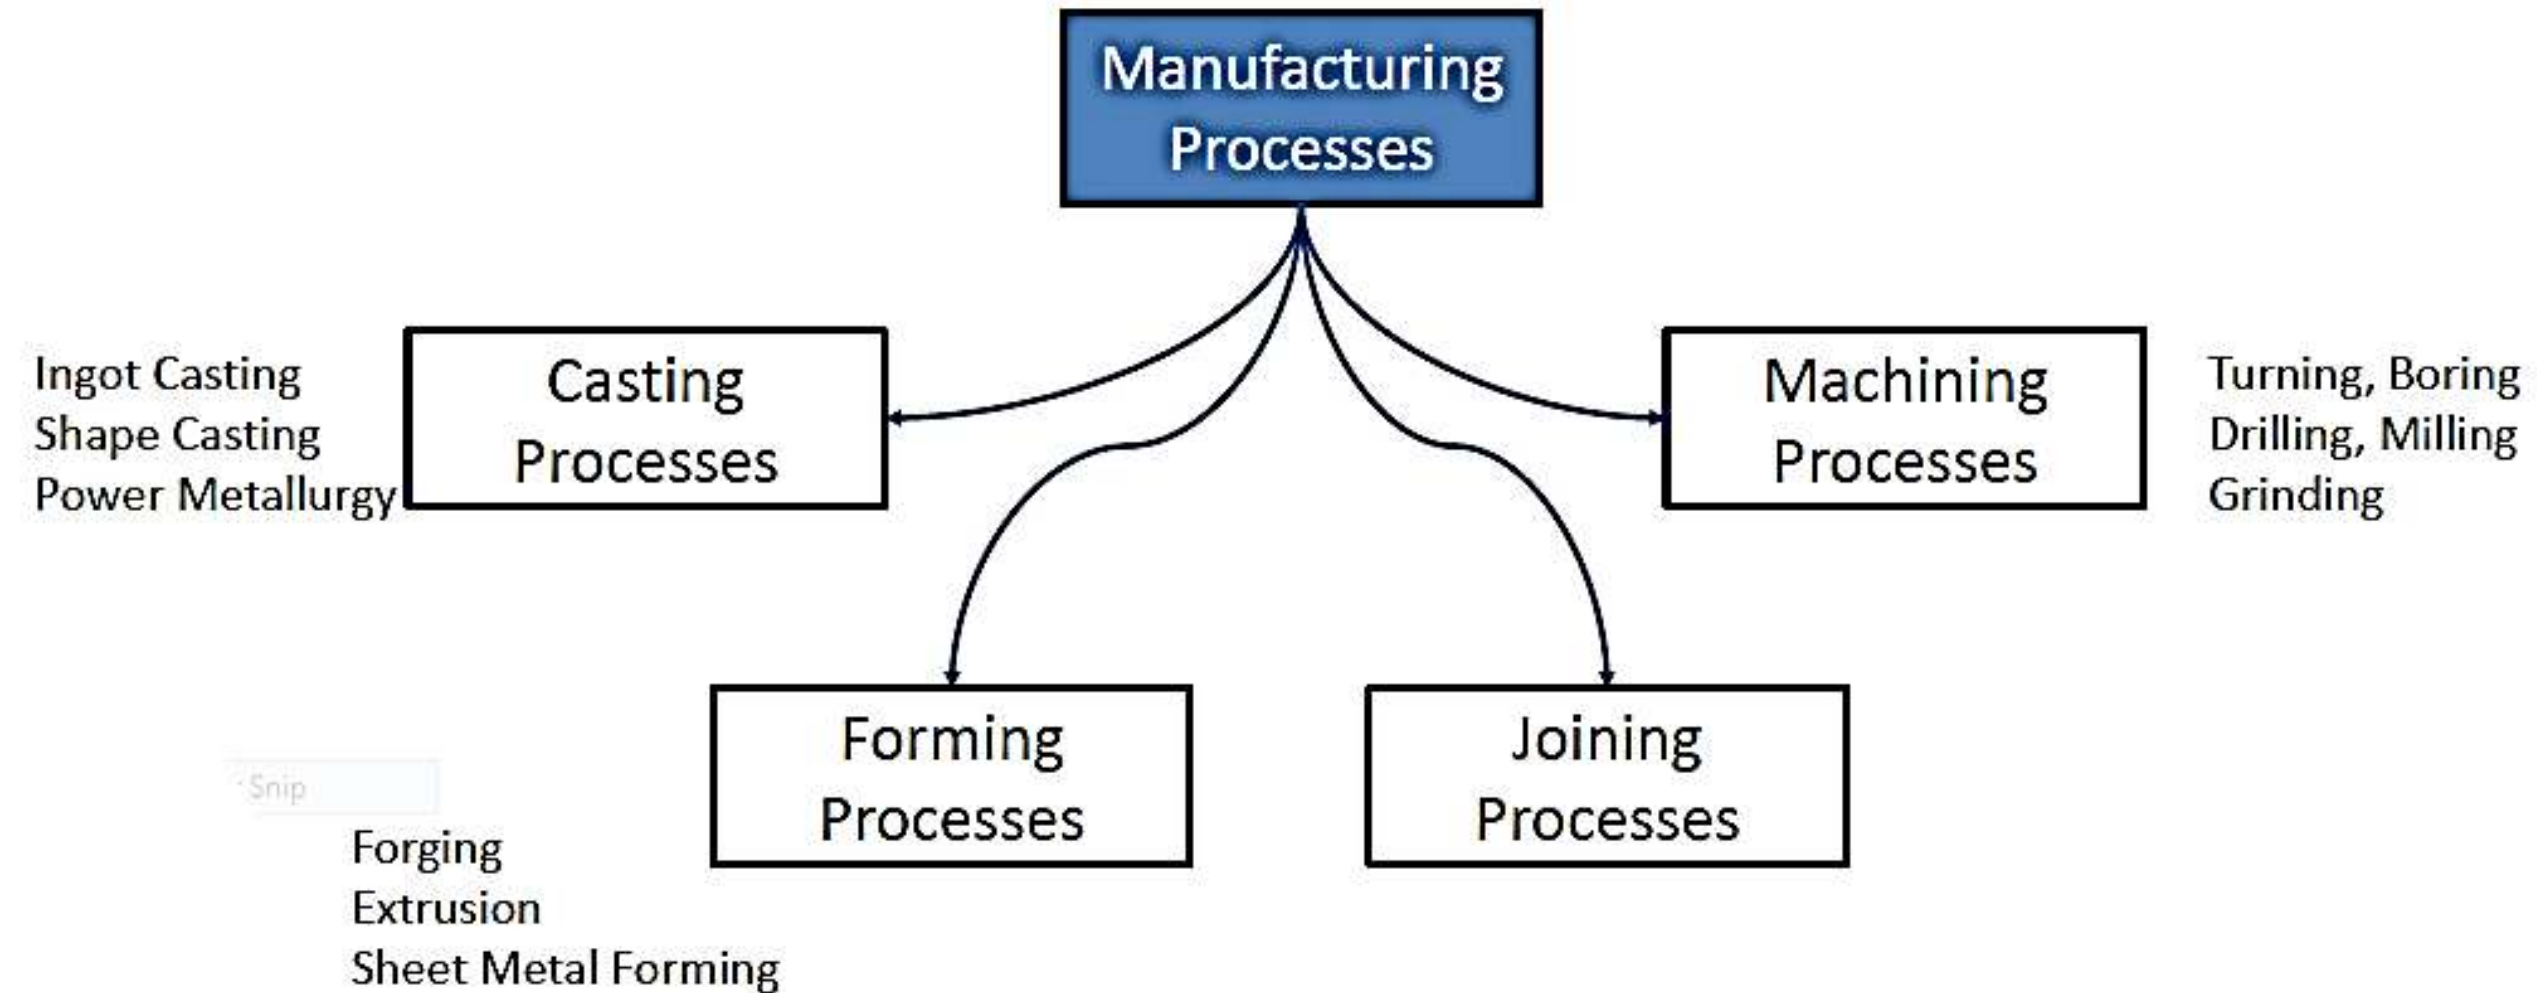 Manufacturing
Processes
Ingot Casting
Shape Casting
Power Metallurgy
Casting
Processes
Machining
Processes
Turning, Boring
Drilling, Milling
Grinding
Forming
Processes
Joining
Processes
Snip
Forging
Extrusion
Sheet Metal Forming